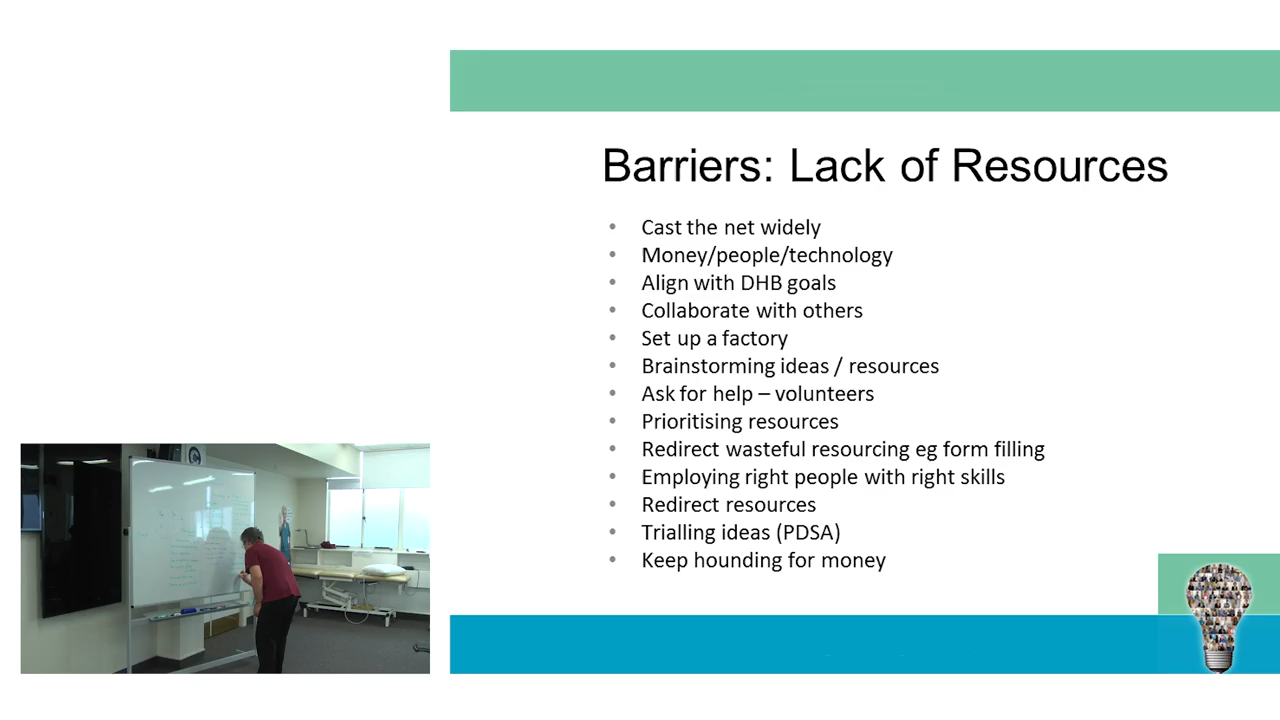 Barriers: Lack of Resources
• Cast the net widely
• Money/people/technology
• Align with DHB goals
• Collaborate with others
• Set up a factory
• Brainstorming ideas / resources
• Ask for help – volunteers
• Prioritising resources
• Redirect wasteful resourcing eg form filling
• Employing right people with right skills
• Redirect resources
• Trialling ideas (PDSA)
• Keep hounding for money